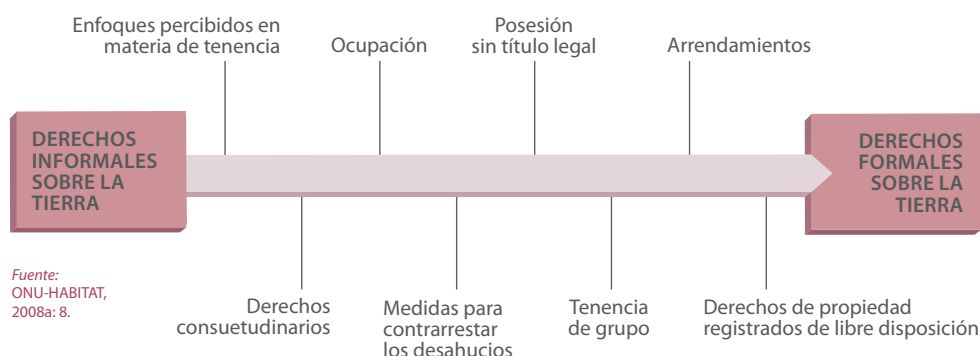 Enfoques percibidos en
materia de tenencia
Ocupación
Posesión
sin título legal
Arrendamientos
DERECHOS
INFORMALES
SOBRE LA
TIERRA
DERECHOS
FORMALES
SOBRE LA
TIERRA
Fuente:
ONU-HABITAT,
2008a: 8.
Derechos
consuetudinarios
Medidas para
contrarrestar
los desahucios
Tenencia
de grupo
Derechos de propiedad
registrados de libre disposición